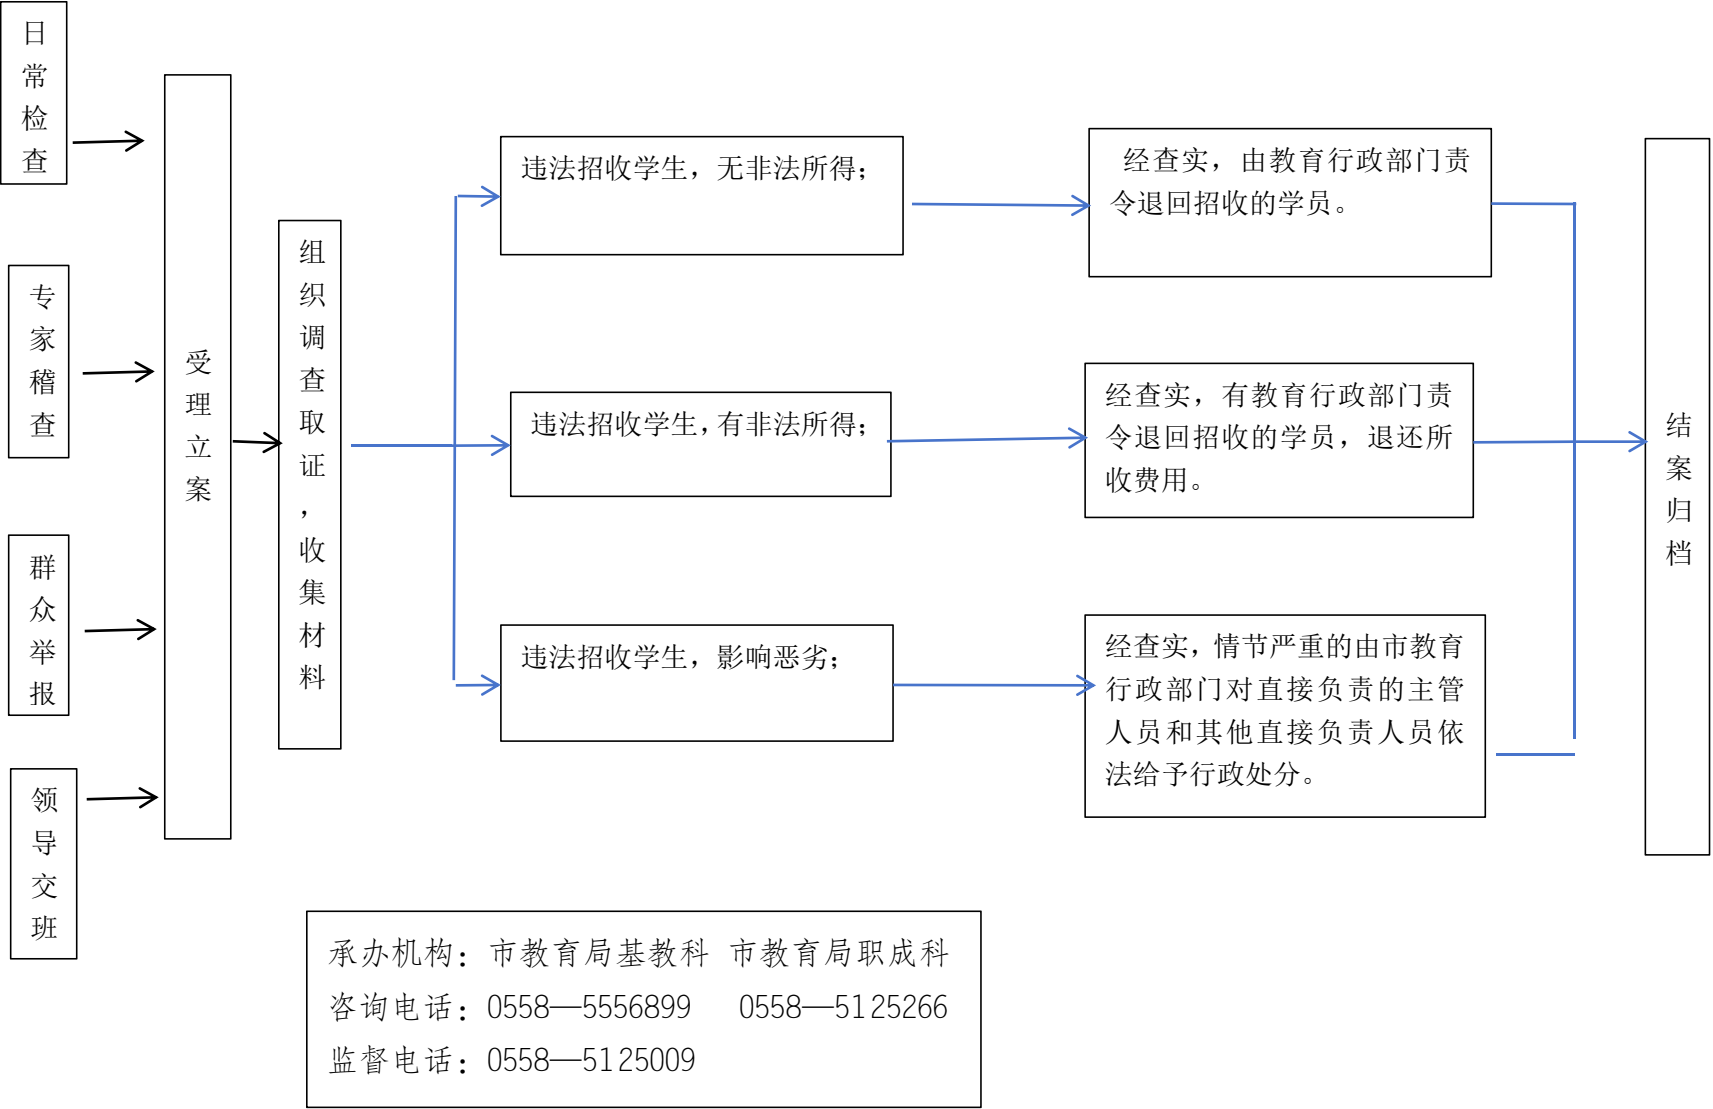 日常检查
专家稽查
群众举报
领导交班
受理立案
组织调查取证，收集材料
违法招收学生，无非法所得；
违法招收学生，有非法所得；
违法招收学生，影响恶劣；
经查实，由教育行政部门责
令退回招收的学员。
经查实，有教育行政部门责
令退回招收的学员，退还所
收费用。
经查实，情节严重的由市教育
行政部门对直接负责的主管
人员和其他直接负责人员依
法给予行政处分。
结案归档
承办机构：市教育局基教科 市教育局职成科
咨询电话：0558—5556899 0558—5125266
监督电话：0558—5125009